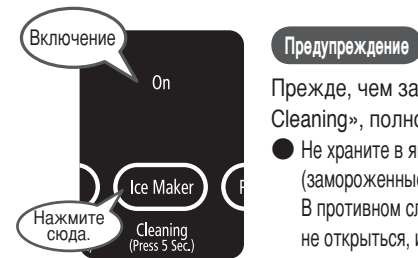 Включение
On
Ice Maker
Нажмите
сюда.
Cleaning
(Press 5 Sec.)
Предупреждение
Прежде, чем за
Cleaning», полно
● Не храните в я
(замороженные
В противном сл
не открыться, и